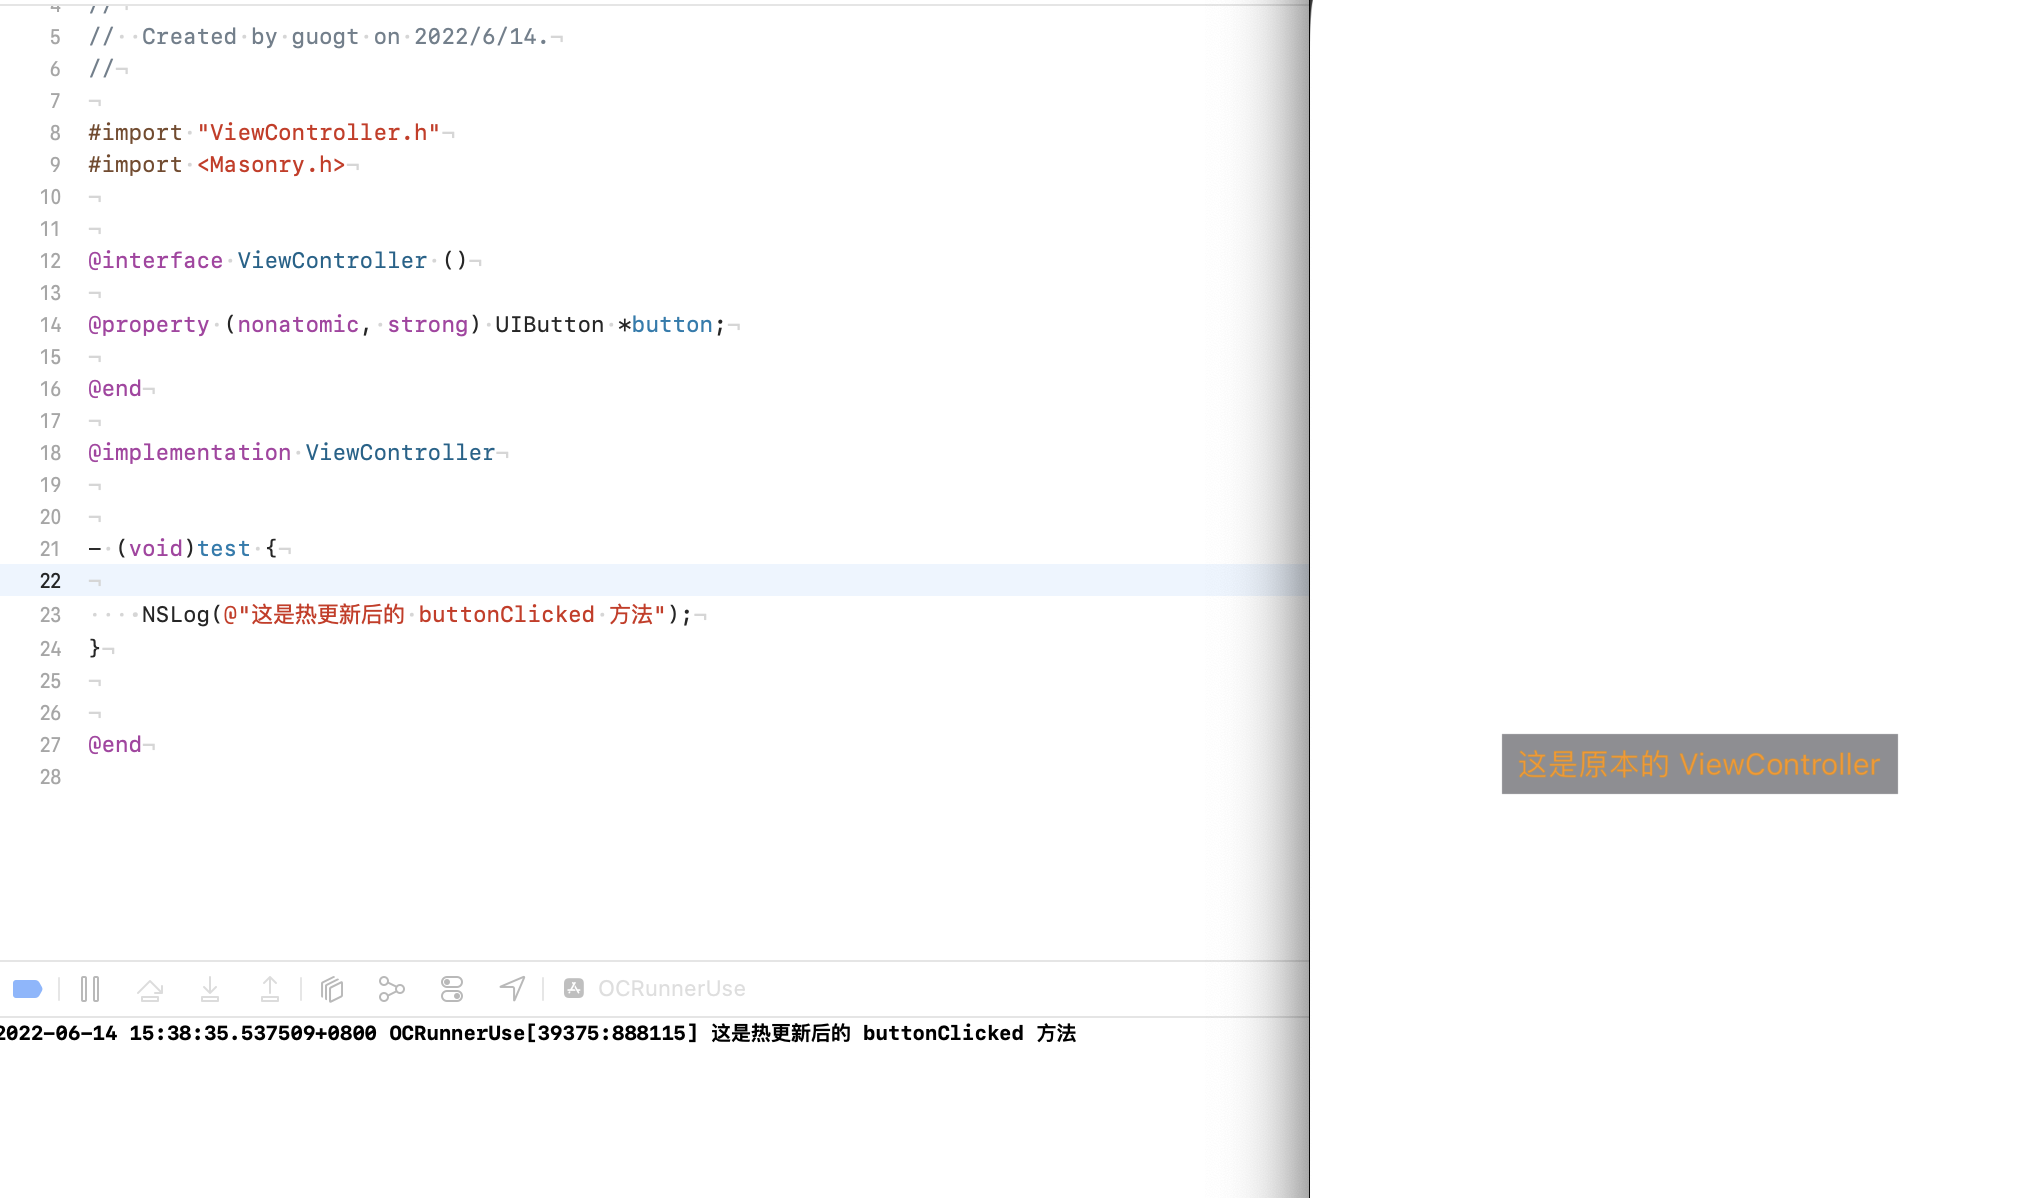 4 //
5 //  Created by guogt on 2022/6/14.
6 //
7
8 #import "ViewController.h"
9 #import <Masonry.h>
10
11
12 @interface ViewController ()
13
14 @property (nonatomic, strong) UIButton *button;
15
16 @end
17
18 @implementation ViewController
19
20
21 - (void)test {
22
23     NSLog(@"这是热更新后的 buttonClicked 方法");
24 }
25
26
27 @end
28
这是原本的 ViewController
OCRunnerUse
2022-06-14 15:38:35.537509+0800 OCRunnerUse[39375:888115] 这是热更新后的 buttonClicked 方法